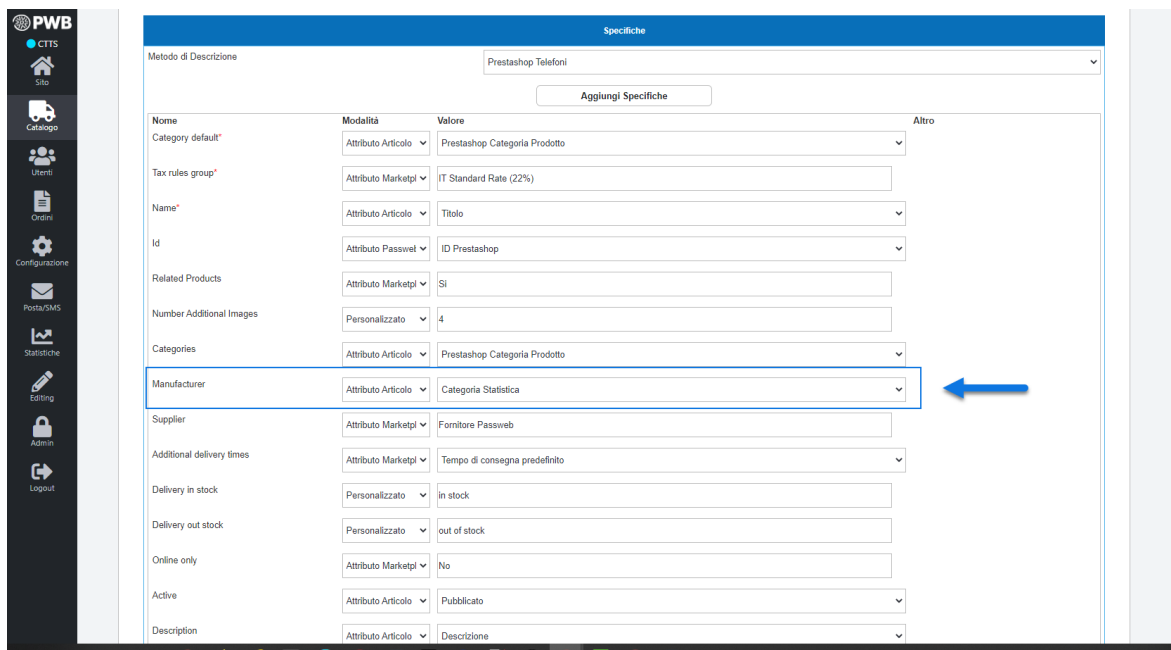 PWB
CTTS
Sito
Catalogo
Utenti
Ordini
Configurazione
Posta/SMS
Statistiche
Editing
Admin
Logout
Specifiche
Metodo di Descrizione Prestashop Telefoni
Aggiungi Specifiche
Nome Modalità Valore Altro
Category default* Attributo Articolo Prestashop Categoria Prodotto
Tax rules group* Attributo Marketpl IT Standard Rate (22%)
Name* Attributo Articolo Titolo
Id Attributo Passwel ID Prestashop
Related Products Attributo Marketpl Si
Number Additional Images Personalizzato 4
Categories Attributo Articolo Prestashop Categoria Prodotto
Manufacturer Attributo Articolo Categoria Statistica
Supplier Attributo Marketpl Fornitore Passweb
Additional delivery times Attributo Marketpl Tempo di consegna predefinito
Delivery in stock Personalizzato in stock
Delivery out stock Personalizzato out of stock
Online only Attributo Marketpl No
Active Attributo Articolo Pubblicato
Description Attributo Articolo Descrizione